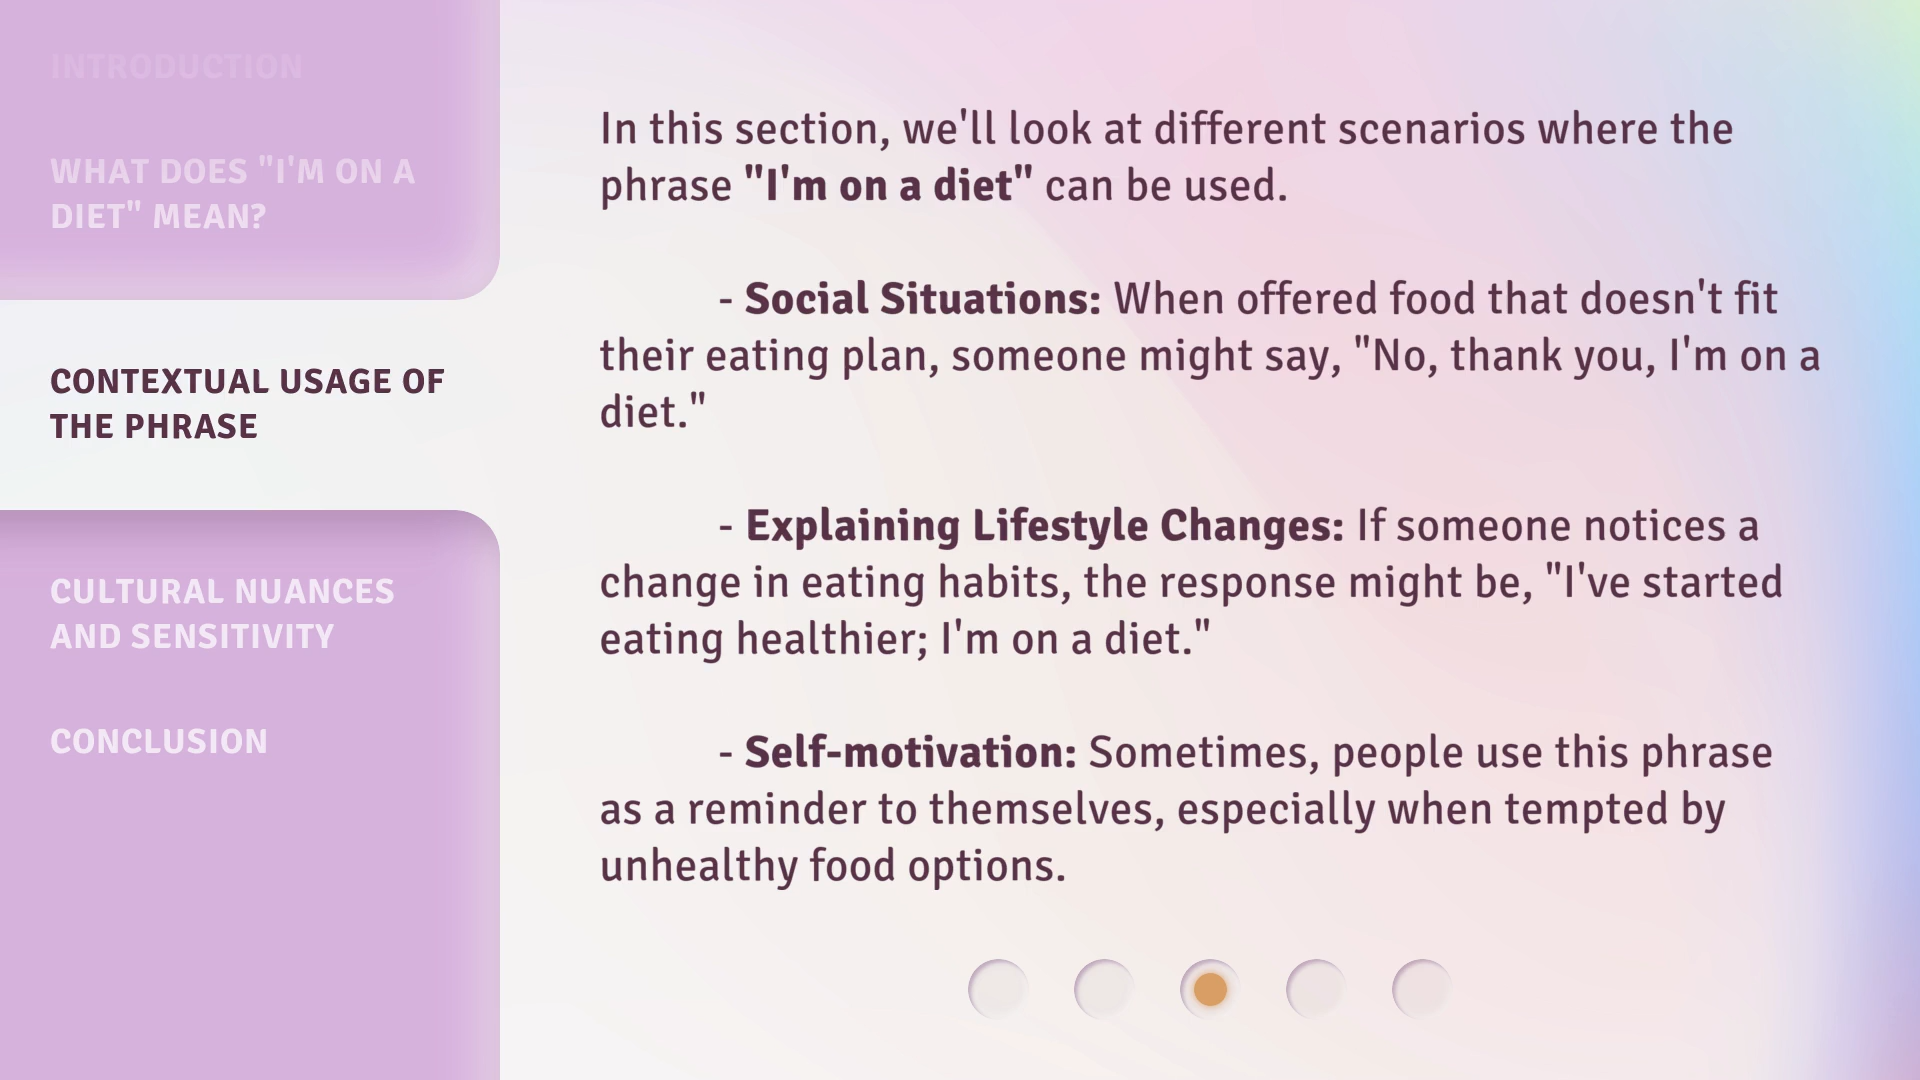 INTRODUCTION
WHAT DOES "I'M ON A
DIET" MEAN?
CONTEXTUAL USAGE OF
THE PHRASE
CULTURAL NUANCES
AND SENSITIVITY
CONCLUSION
In this section, we'll look at different scenarios where the
phrase "I'm on a diet" can be used.
- Social Situations: When offered food that doesn't fit
their eating plan, someone might say, "No, thank you, I'm on a
diet."
- Explaining Lifestyle Changes: If someone notices a
change in eating habits, the response might be, "I've started
eating healthier; I'm on a diet."
- Self-motivation: Sometimes, people use this phrase
as a reminder to themselves, especially when tempted by
unhealthy food options.